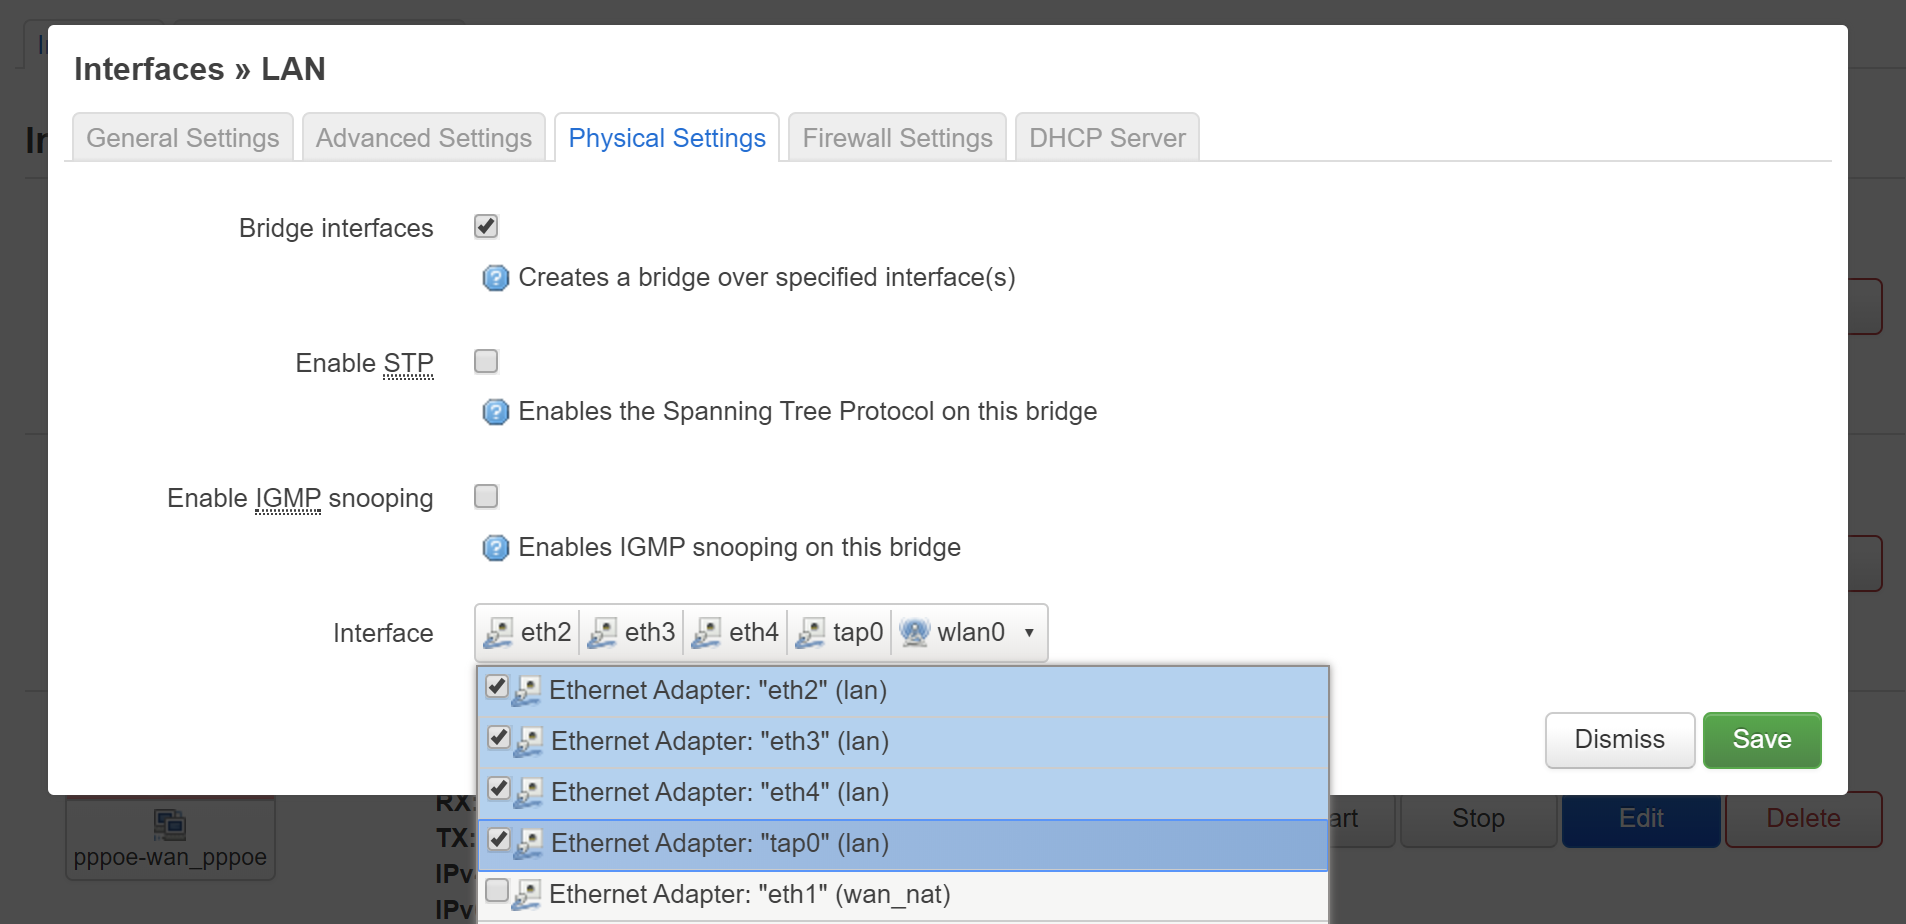 Interfaces » LAN
General Settings
Advanced Settings
Physical Settings
Firewall Settings
DHCP Server
Bridge interfaces
Creates a bridge over specified interface(s)
Enable STP
Enables the Spanning Tree Protocol on this bridge
Enable IGMP snooping
Enables IGMP snooping on this bridge
Interface
eth2 eth3 eth4 tap0 wlan0
Ethernet Adapter: "eth2" (lan)
Ethernet Adapter: "eth3" (lan)
Ethernet Adapter: "eth4" (lan)
Ethernet Adapter: "tap0" (lan)
Ethernet Adapter: "eth1" (wan_nat)
Dismiss
Save
pppoe-wan_pppoe
RX:
TX:
IPv
IPv
art
Stop
Edit
Delete